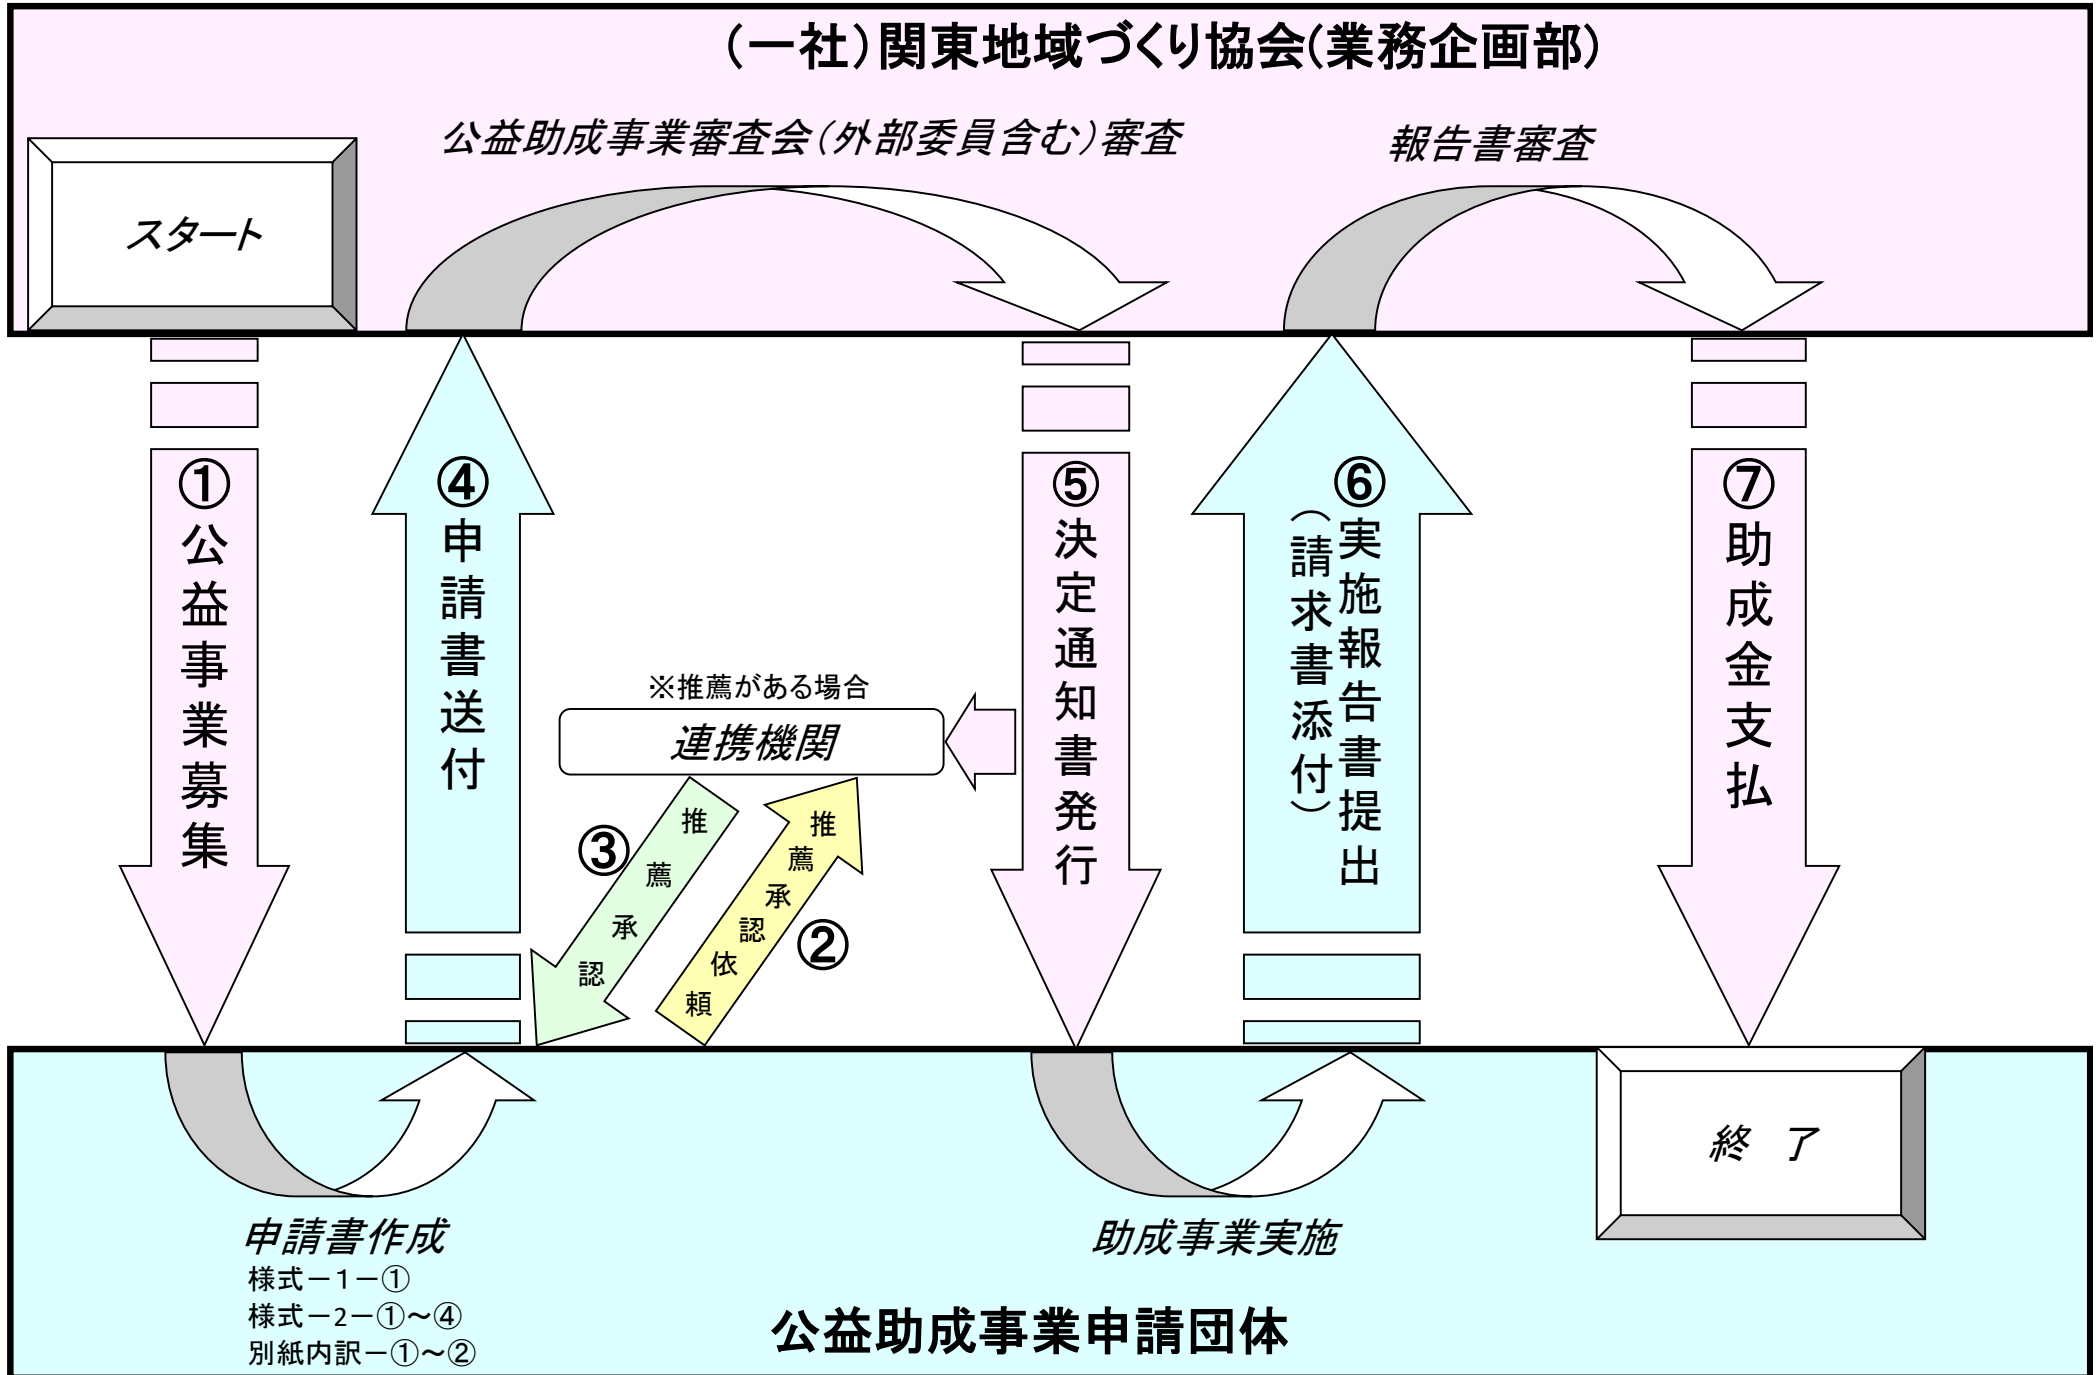 （一社）関東地域づくり協会(業務企画部)
公益助成事業審査会（外部委員含む）審査
報告書審査
スタート
①公益事業募集
④申請書送付
※推薦がある場合
連携機関
③
推薦承認
推薦承認依頼
②
⑤決定通知書発行
⑥実施報告書提出
（請求書添付）
⑦助成金支払
終　了
申請書作成
様式－1－①
様式－2－①～④
別紙内訳－①～②
助成事業実施
公益助成事業申請団体